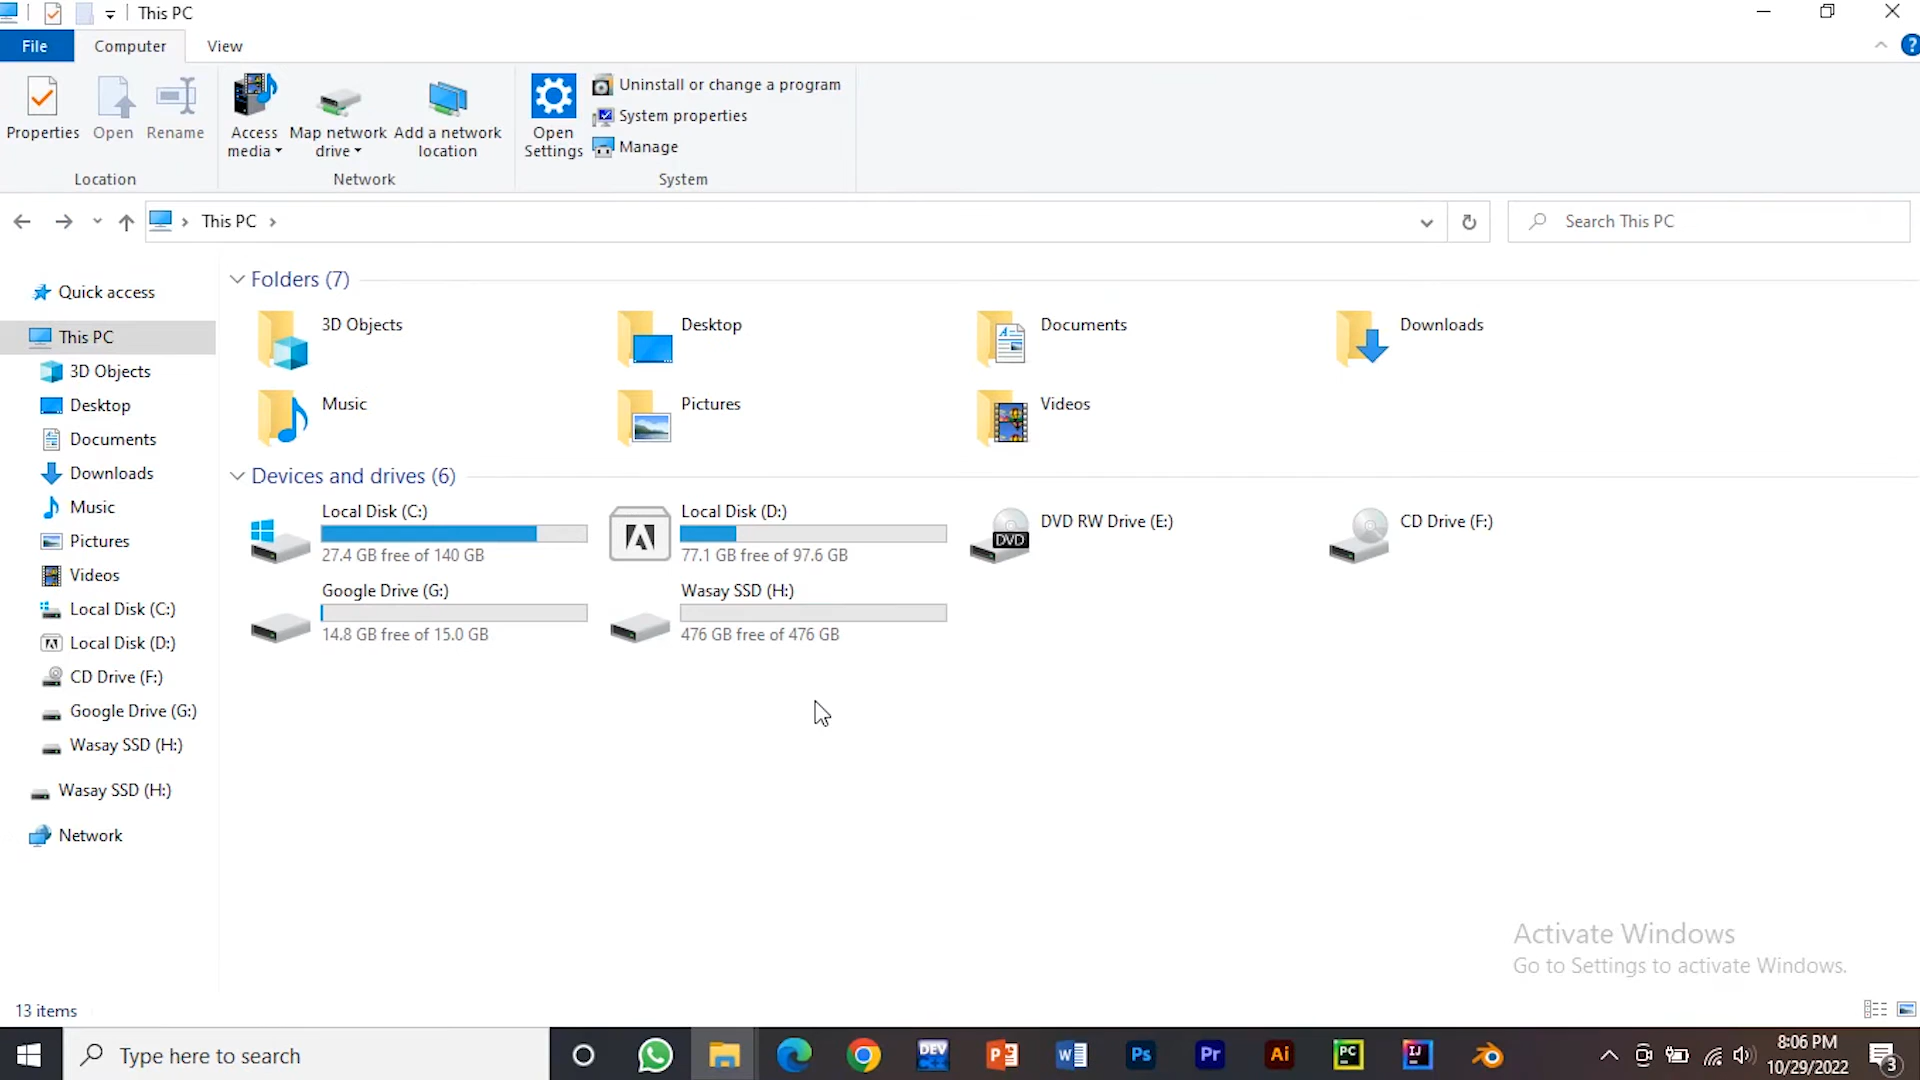 This PC
File
Computer
View
Properties
Open
Rename
Location
Access
media
Map network
drive
Add a network
location
Network
Open
Settings
Uninstall or change a program
System properties
Manage
System
This PC
Search This PC
Quick access
This PC
3D Objects
Desktop
Documents
Downloads
Music
Pictures
Videos
Local Disk (C:)
Local Disk (D:)
CD Drive (F:)
Google Drive (G:)
Wasay SSD (H:)
Wasay SSD (H:)
Network
Folders (7)
3D Objects
Desktop
Documents
Downloads
Music
Pictures
Videos
Devices and drives (6)
Local Disk (C:)
27.4 GB free of 140 GB
Local Disk (D:)
77.1 GB free of 97.6 GB
DVD
DVD RW Drive (E:)
CD Drive (F:)
Google Drive (G:)
14.8 GB free of 15.0 GB
Wasay SSD (H:)
476 GB free of 476 GB
Activate Windows
Go to Settings to activate Windows.
13 items
Type here to search
DEV
C++
P
W
Ps
Pr
Ai
PC
IJ
8:06 PM
10/29/2022
3